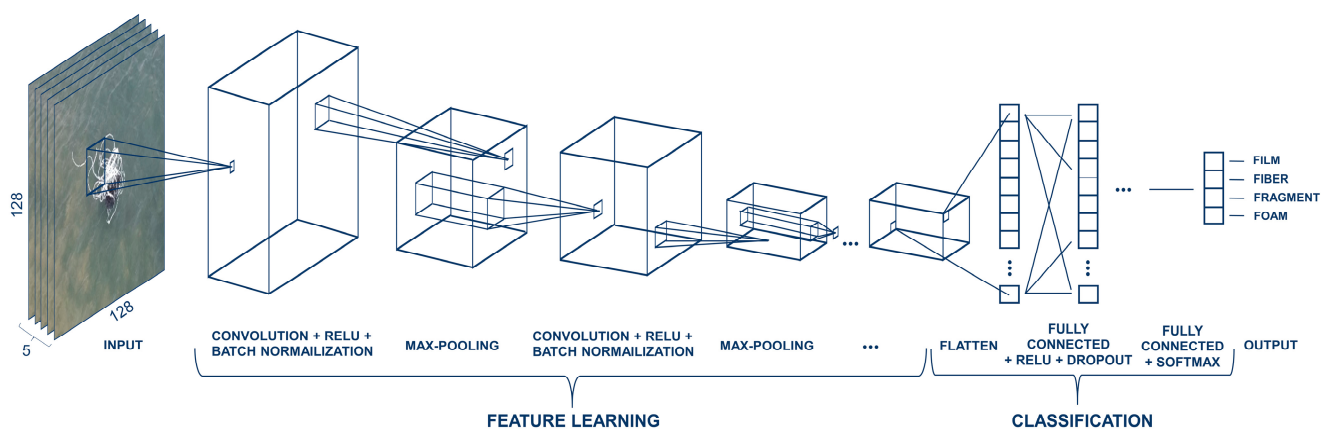 128
128
5
INPUT
CONVOLUTION + RELU +
BATCH NORMAILIZATION
MAX-POOLING
CONVOLUTION + RELU +
BATCH NORMAILIZATION
MAX-POOLING
...
FLATTEN
FULLY
CONNECTED
+ RELU + DROPOUT
FULLY
CONNECTED
+ SOFTMAX
OUTPUT
FILM
FIBER
FRAGMENT
FOAM
FEATURE LEARNING
CLASSIFICATION